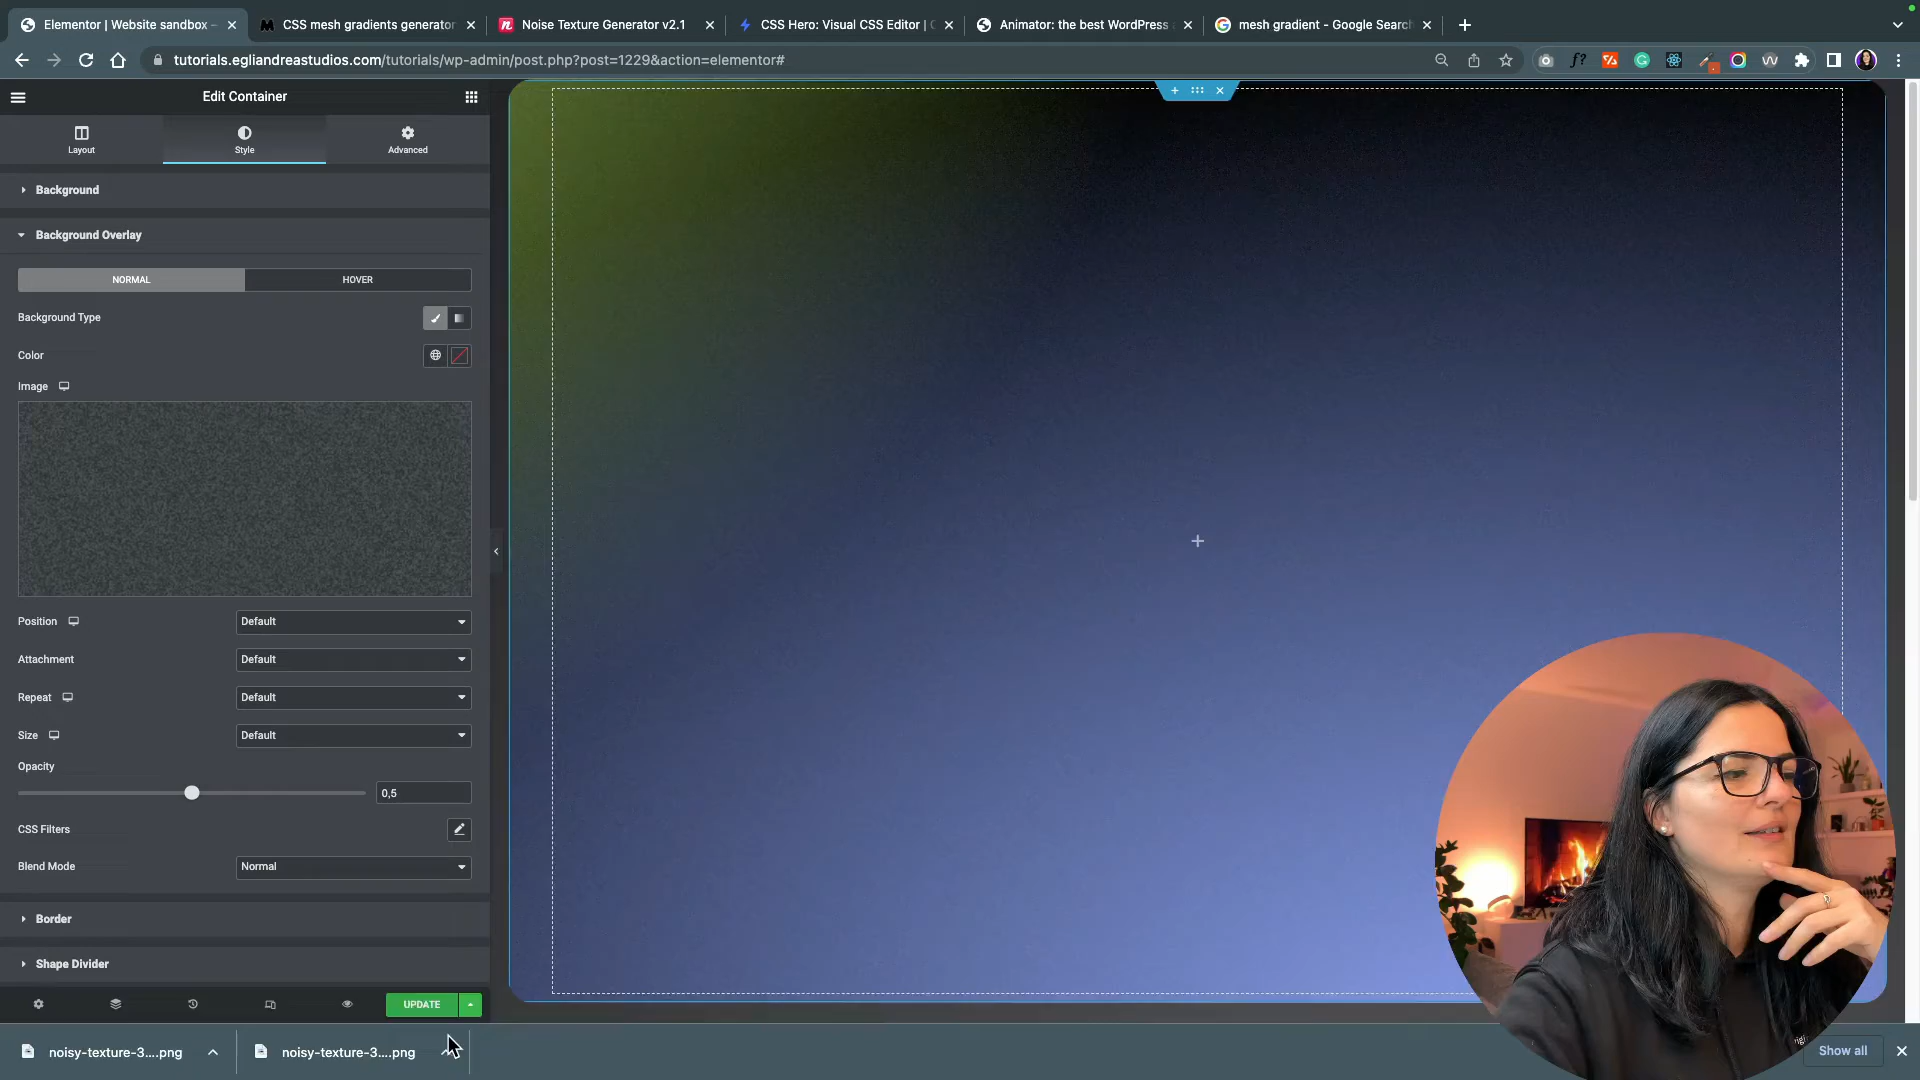 Elementor | Website sandbox –
CSS mesh gradients generator
Noise Texture Generator v2.1
CSS Hero: Visual CSS Editor |
Animator: the best WordPress
mesh gradient - Google Search
tutorials.egliandreastudios.com/tutorials/wp-admin/post.php?post=1229&action=elementor#
Edit Container
Layout
Style
Advanced
Background
Background Overlay
NORMAL
HOVER
Background Type
Color
Image
Position
Default
Attachment
Default
Repeat
Default
Size
Default
Opacity
0,5
CSS Filters
Blend Mode
Normal
Border
Shape Divider
UPDATE
noisy-texture-3....png
noisy-texture-3....png
Show all